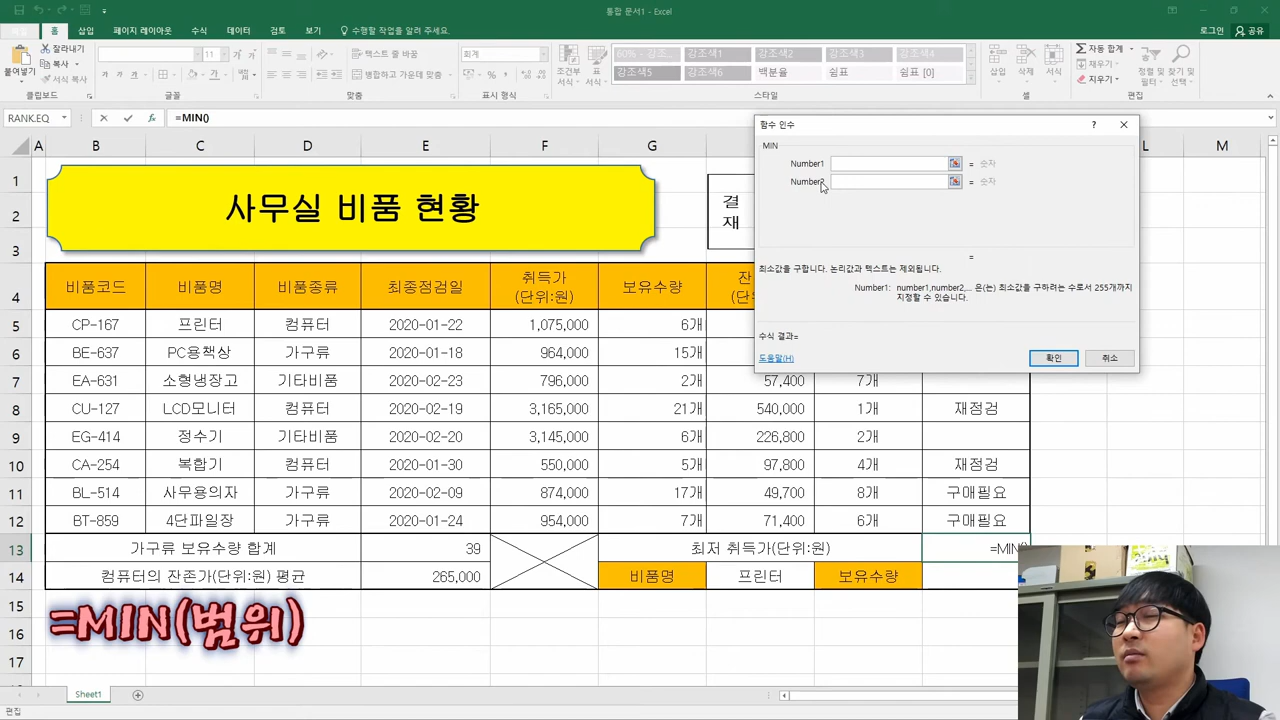 통합 문서1 - Excel
로그인 공유
홈 삽입 페이지 레이아웃 수식 데이터 검토 보기 수행할 작업을 알려 주세요.
붙여넣기
잘라내기
복사
서식 복사
클립보드
11
글꼴
텍스트 줄 바꿈
병합하고 가운데 맞춤
맞춤
회계
표시 형식
조건부 서식
표 서식
60% - 강조... 강조색1 강조색2 강조색3 강조색4
강조색5 강조색6 백분율 쉼표 쉼표 [0]
스타일
삽입 삭제 서식
셀
자동 합계
채우기
지우기
정렬 및 필터
찾기 및 선택
편집
RANK.EQ =MIN()
A B C D E F G L M
사무실 비품 현황
결재
비품코드 비품명 비품종류 최종점검일 취득가 (단위:원) 보유수량
CP-167 프린터 컴퓨터 2020-01-22 1,075,000 6개
BE-637 PC용책상 가구류 2020-01-18 964,000 15개
EA-631 소형냉장고 기타비품 2020-02-23 796,000 2개 57,400 7개
CU-127 LCD모니터 컴퓨터 2020-02-19 3,165,000 21개 540,000 1개 재점검
EG-414 정수기 기타비품 2020-02-20 3,145,000 6개 226,800 2개
CA-254 복합기 컴퓨터 2020-01-30 550,000 5개 97,800 4개 재점검
BL-514 사무용의자 가구류 2020-02-09 874,000 17개 49,700 8개 구매필요
BT-859 4단파일장 가구류 2020-01-24 954,000 7개 71,400 6개 구매필요
가구류 보유수량 합계 39 최저 취득가(단위:원) =MIN()
컴퓨터의 잔존가(단위:원) 평균 265,000 비품명 프린터 보유수량
1
2
3
4
5
6
7
8
9
10
11
12
13
14
15
16
17
=MIN(범위)
함수 인수
MIN
Number1 = 숫자
Number2 = 숫자
=
최소값을 구합니다. 논리값과 텍스트는 제외됩니다.
Number1: number1,number2,... 은(는) 최소값을 구하려는 수로서 255개까지
지정할 수 있습니다.
수식 결과=
도움말(H) 확인 취소
Sheet1
편집